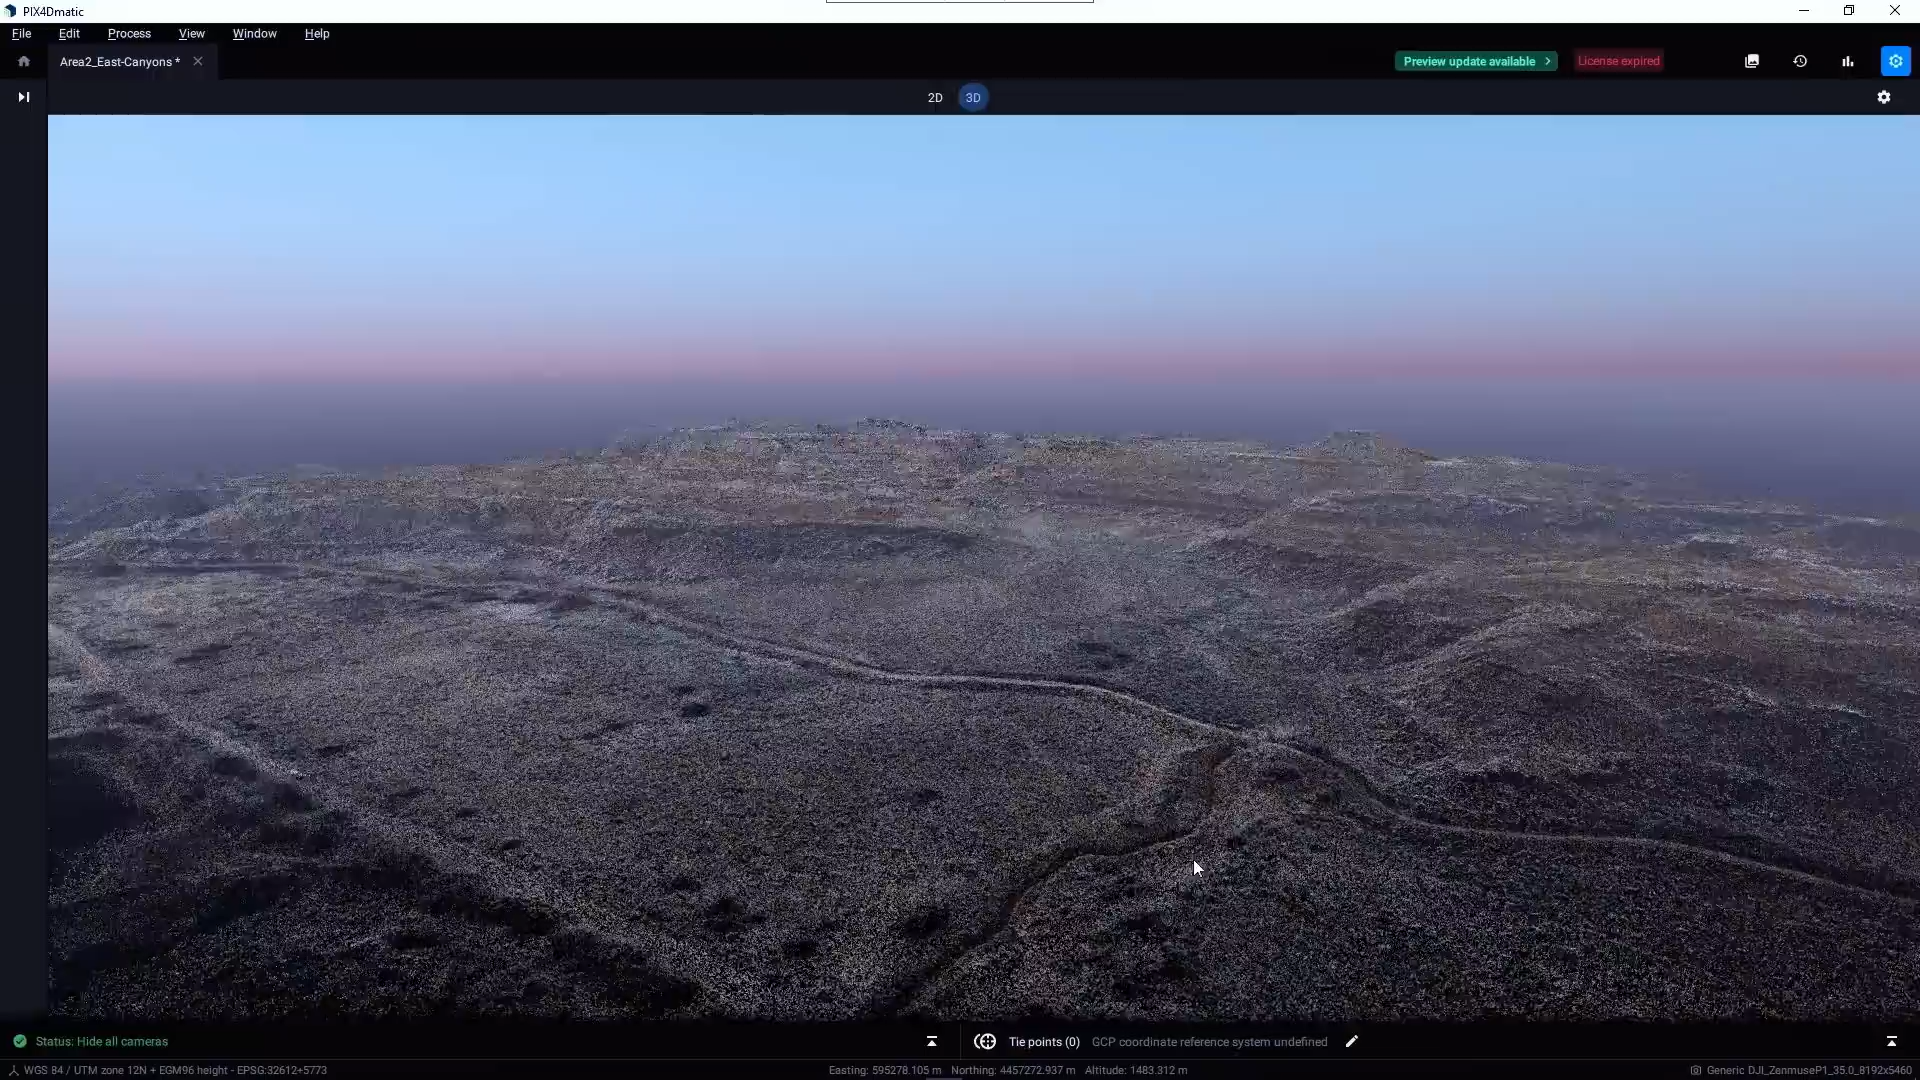 PIX4Dmatic
File Edit Process View Window Help
Area2_East-Canyons *
Preview update available
License expired
2D 3D
Status: Hide all cameras
Tie points (0) GCP coordinate reference system undefined
WGS 84 / UTM zone 12N + EGM96 height - EPSG:32612+5773
Easting: 595278.105 m Northing: 4457272.937 m Altitude: 1483.312 m
Generic DJI_ZenmuseP1_35.0_8192x5460